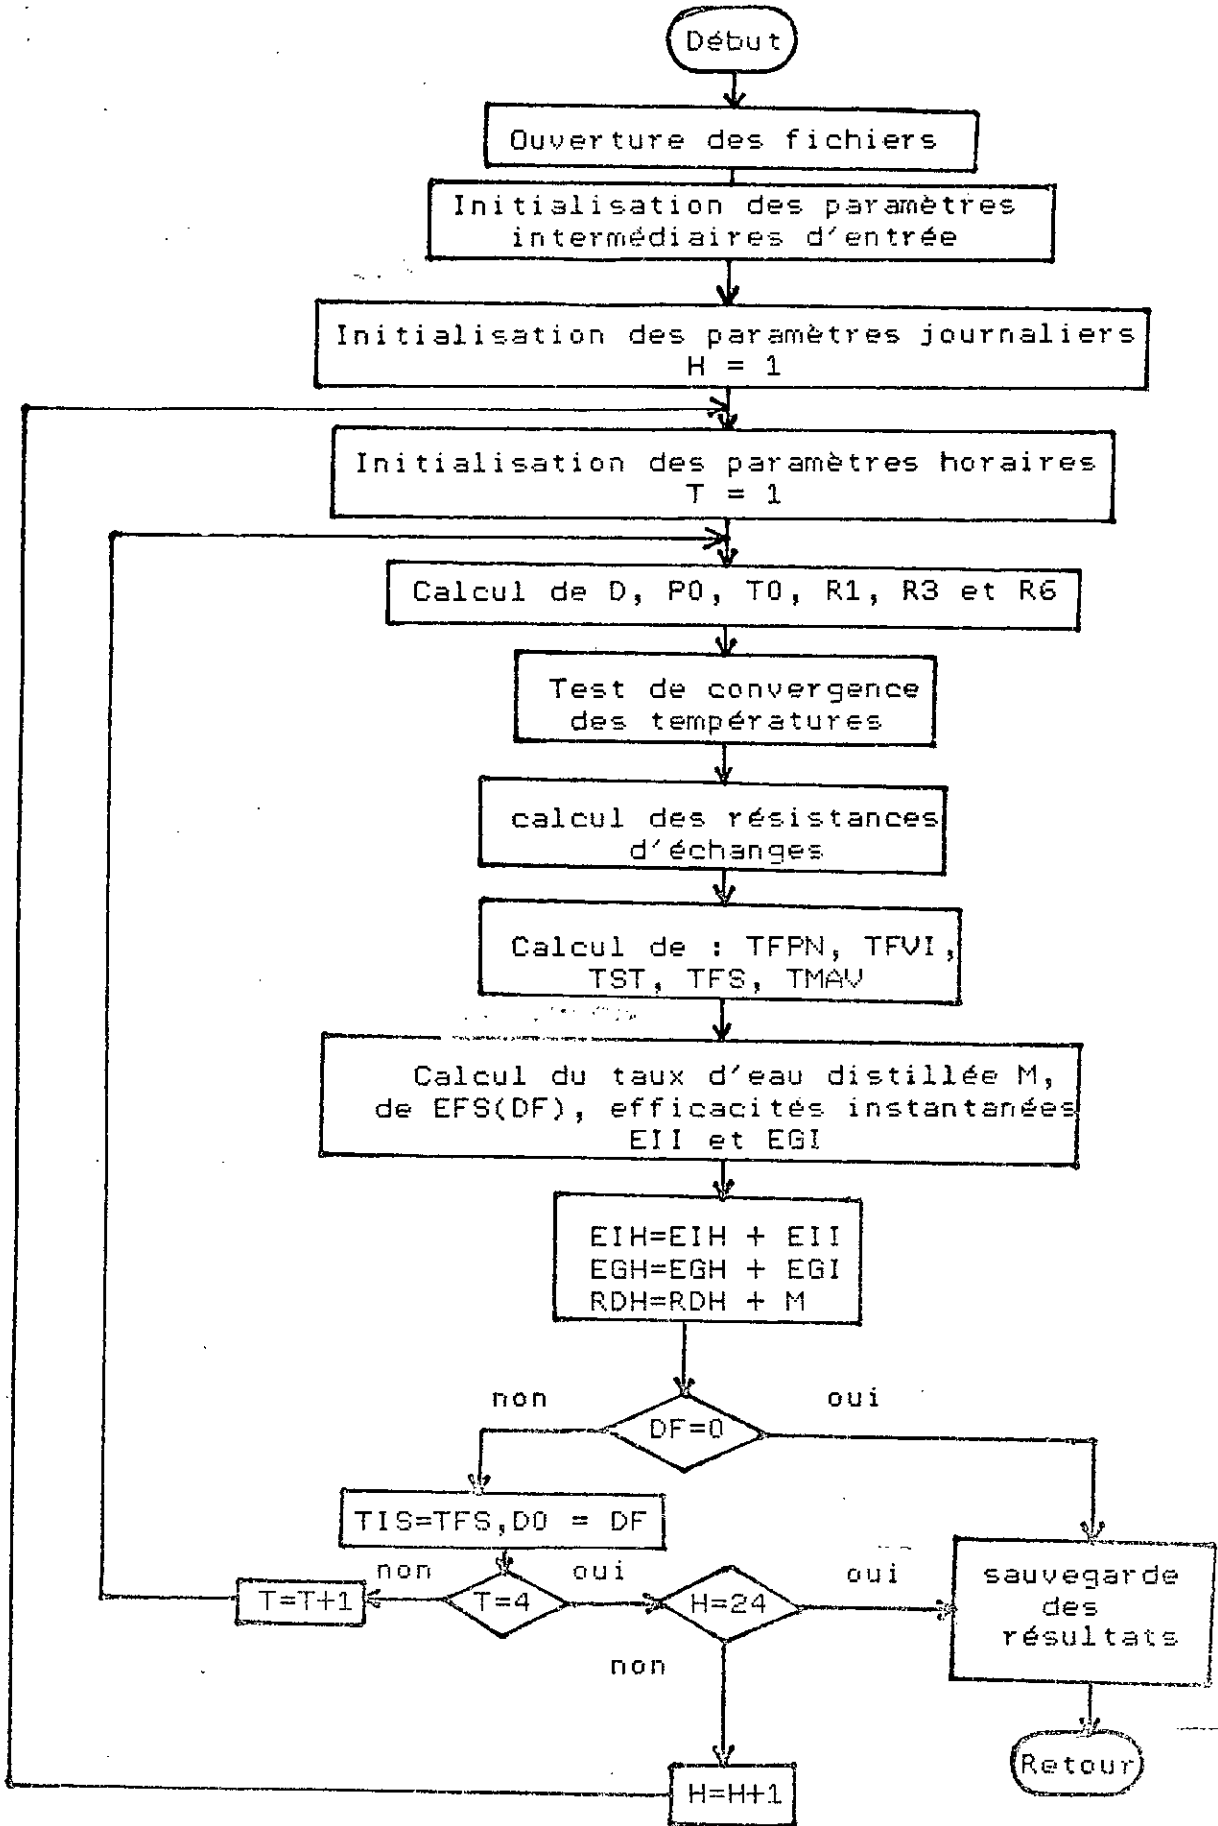 Début
Ouverture des fichiers
Initialisation des paramètres
intermédiaires d'entrée
Initialisation des paramètres journaliers
H = 1
Initialisation des paramètres horaires
T = 1
Calcul de D, P0, T0, R1, R3 et R6
Test de convergence
des températures
calcul des résistances
d'échanges
Calcul de : TFPN, TFVI,
TST, TFS, TMAV
Calcul du taux d'eau distillée M,
de EFS(DF), efficacités instantanées
EII et EGI
EIH=EIH + EII
EGH=EGH + EGI
RDH=RDH + M
non
oui
DF=0
TIS=TFS,D0 = DF
non
oui
oui
T=T+1
T=4
H=24
sauvegarde
des
résultats
non
H=H+1
Retour